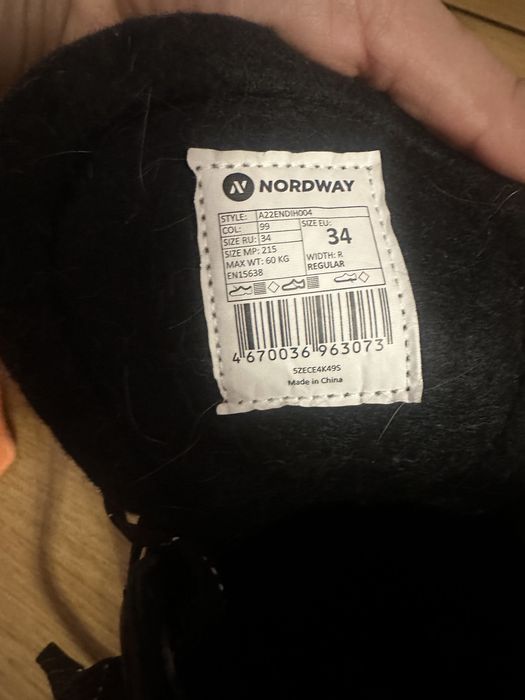 NORDWAY
STYLE: A22ENDIH004
COL: 99
SIZE RU: 34
SIZE MP: 215
MAX WT: 60 KG
EN15638
SIZE EU:
34
WIDTH: R
REGULAR
4 670036 963073
5ZECE4K49S
Made in China